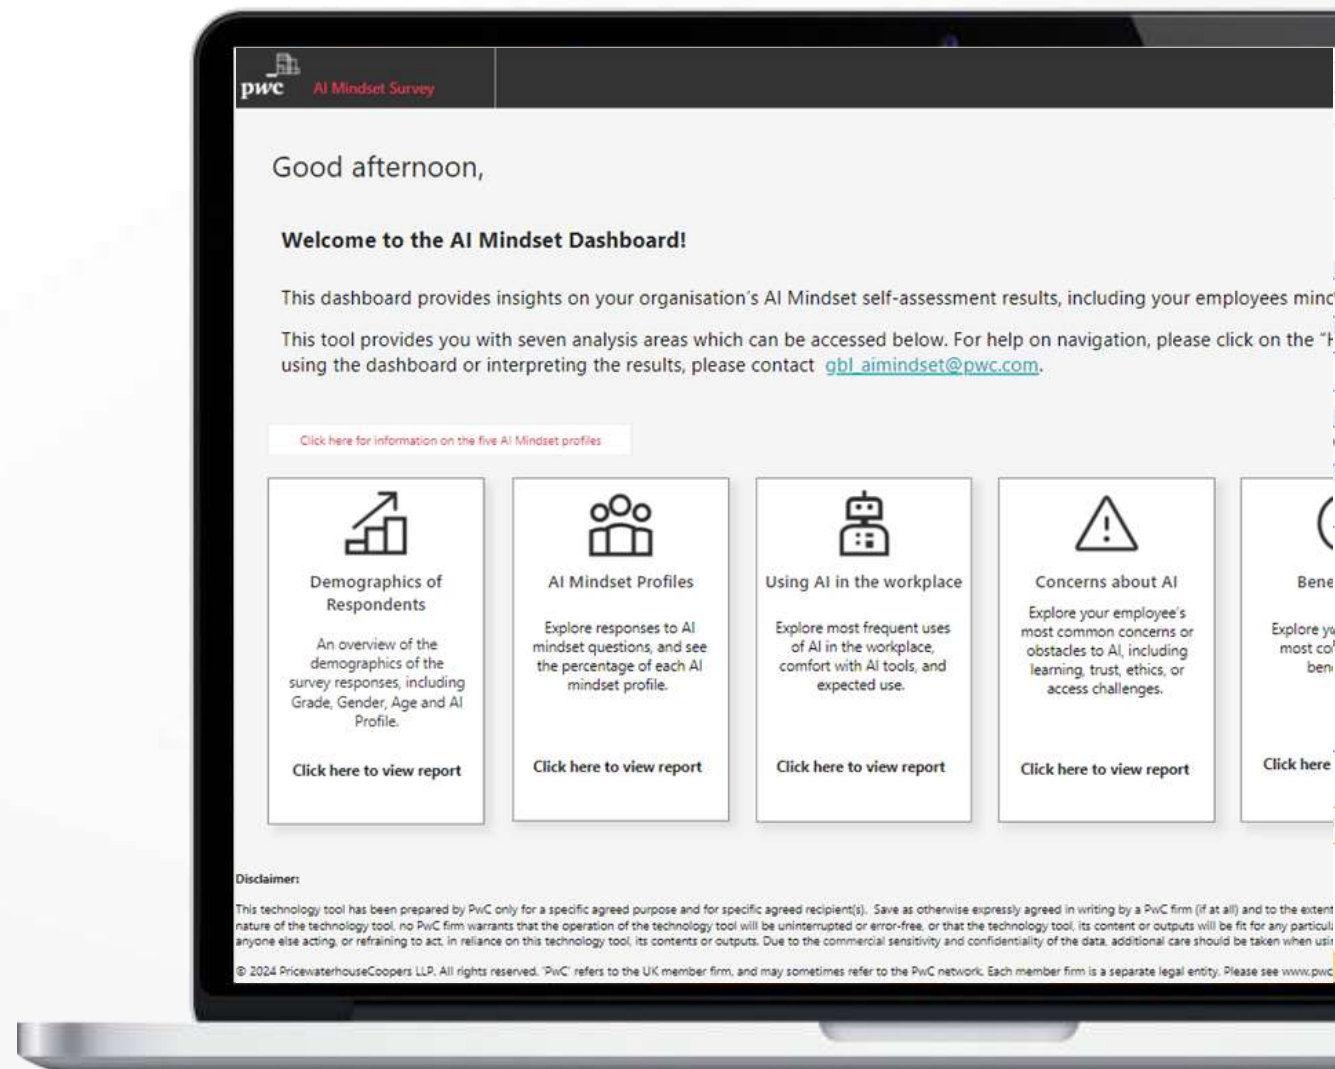 pwc
AI Mindset Survey
Good afternoon,
Welcome to the AI Mindset Dashboard!
This dashboard provides insights on your organisation's AI Mindset self-assessment results, including your employees
This tool provides you with seven analysis areas which can be accessed below. For help on navigation, please click on the
using the dashboard or interpreting the results, please contact gbl_aimindset@pwc.com.
Click here for information on the five AI Mindset profiles
Demographics of
Respondents
An overview of the
demographics of the
survey responses, including
Grade, Gender, Age and AI
Profile.
Click here to view report
AI Mindset Profiles
Explore responses to AI
mindset questions, and see
the percentage of each AI
mindset profile.
Click here to view report
Using AI in the workplace
Explore most frequent uses
of AI in the workplace,
comfort with AI tools, and
expected use.
Click here to view report
Concerns about AI
Explore your employee's
most common concerns or
obstacles to AI, including
learning, trust, ethics, or
access challenges.
Click here to view report
Bene
Explore
most
ben
Click here
Disclaimer:
This technology tool has been prepared by PwC only for a specific agreed purpose and for specific agreed recipient(s). Save as otherwise expressly agreed in writing by a PwC firm (if at all) and to the extent
nature of the technology tool, no PwC firm warrants that the operation of the technology tool will be uninterrupted or error-free, or that the technology tool, its content or outputs will be fit for any
anyone else acting, or refraining to act, in reliance on this technology tool, its contents or outputs. Due to the commercial sensitivity and confidentiality of the data, additional care should be taken when
© 2024 PricewaterhouseCoopers LLP. All rights reserved. 'PwC' refers to the UK member firm, and may sometimes refer to the PwC network. Each member firm is a separate legal entity. Please see www.pwc